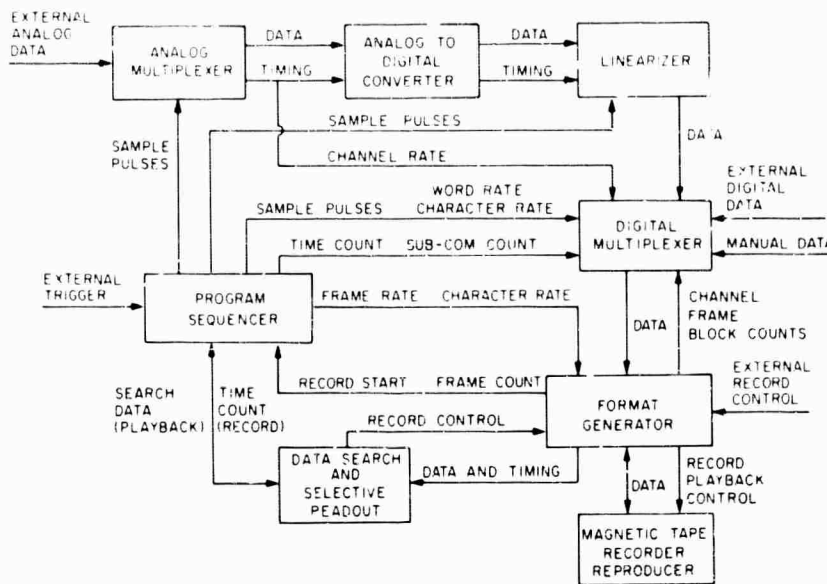 EXTERNAL
ANALOG
DATA
ANALOG
MULTIPLEXER
DATA
TIMING
ANALOG TO
DIGITAL
CONVERTER
DATA
TIMING
LINEARIZER
SAMPLE
PULSES
SAMPLE PULSES
CHANNEL RATE
DATA
EXTERNAL
DIGITAL
DATA
WORD RATE
SAMPLE PULSES CHARACTER RATE
DIGITAL
MULTIPLEXER
TIME COUNT SUB-COM COUNT
MANUAL DATA
EXTERNAL
TRIGGER
PROGRAM
SEQUENCER
FRAME RATE CHARACTER RATE
DATA
CHANNEL
FRAME
BLOCK COUNTS
RECORD START FRAME COUNT
EXTERNAL
RECORD
CONTROL
SEARCH
DATA
(PLAYBACK)
TIME
COUNT
(RECORD)
RECORD CONTROL
FORMAT
GENERATOR
DATA SEARCH
AND
SELECTIVE
PEADOUT
DATA AND TIMING
DATA
RECORD
PLAYBACK
CONTROL
MAGNETIC TAPE
RECORDER
REPRODUCER